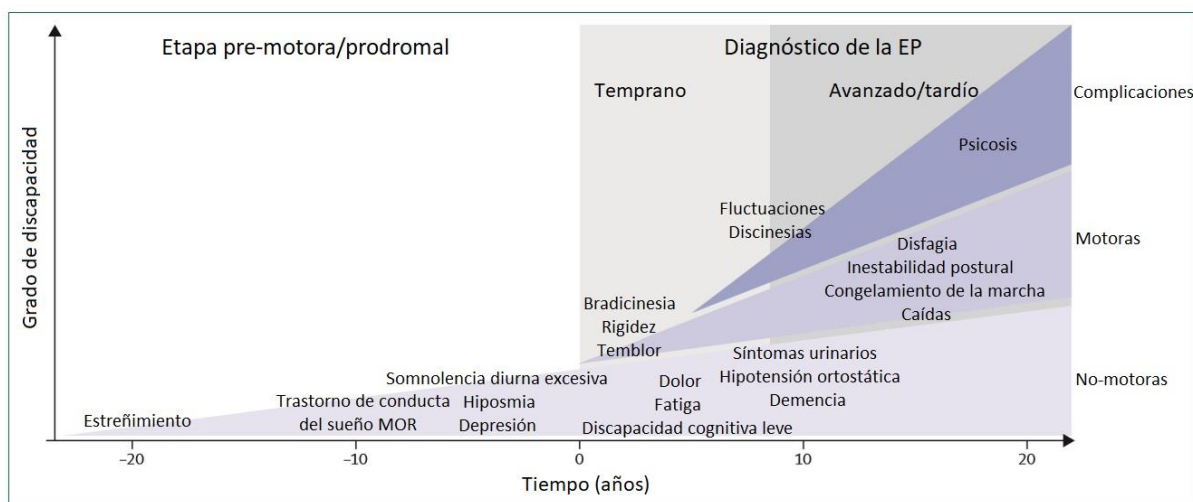 Etapa pre-motora/prodromal
Diagnóstico de la EP
Temprano
Avanzado/tardío
Complicaciones
Psicosis
Fluctuaciones
Discinesias
Motoras
Disfagia
Inestabilidad postural
Congelamiento de la marcha
Caídas
Bradicinesia
Rigidez
Temblor
No-motoras
Síntomas urinarios
Hipotensión ortostática
Demencia
Dolor
Fatiga
Discapacidad cognitiva leve
Somnolencia diurna excesiva
Hiposmia
Depresión
Trastorno de conducta
del sueño MOR
Estreñimiento
Grado de discapacidad
−20
−10
0
10
20
Tiempo (años)